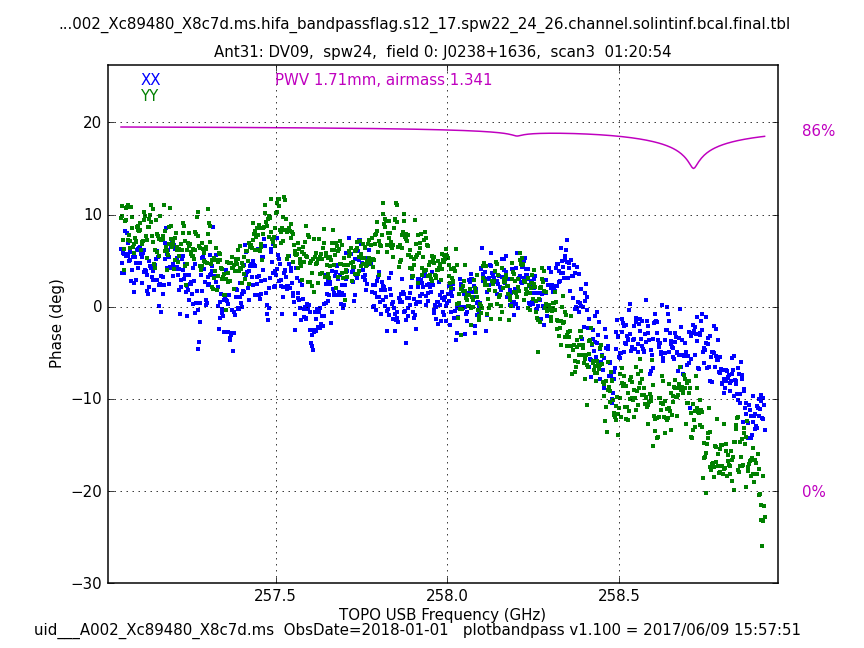 ...002_Xc89480_X8c7d.ms.hifa_bandpassflag.s12_17.spw22_24_26.channel.solintinf.bcal.final.tbl
Ant31: DV09,  spw24,  field 0: J0238+1636,  scan3  01:20:54
XX
PWV 1.71mm, airmass 1.341
YY
20
86%
10
0
−10
−20
0%
−30
Phase (deg)
257.5
258.0
258.5
TOPO USB Frequency (GHz)
uid___A002_Xc89480_X8c7d.ms  ObsDate=2018-01-01   plotbandpass v1.100 = 2017/06/09 15:57:51